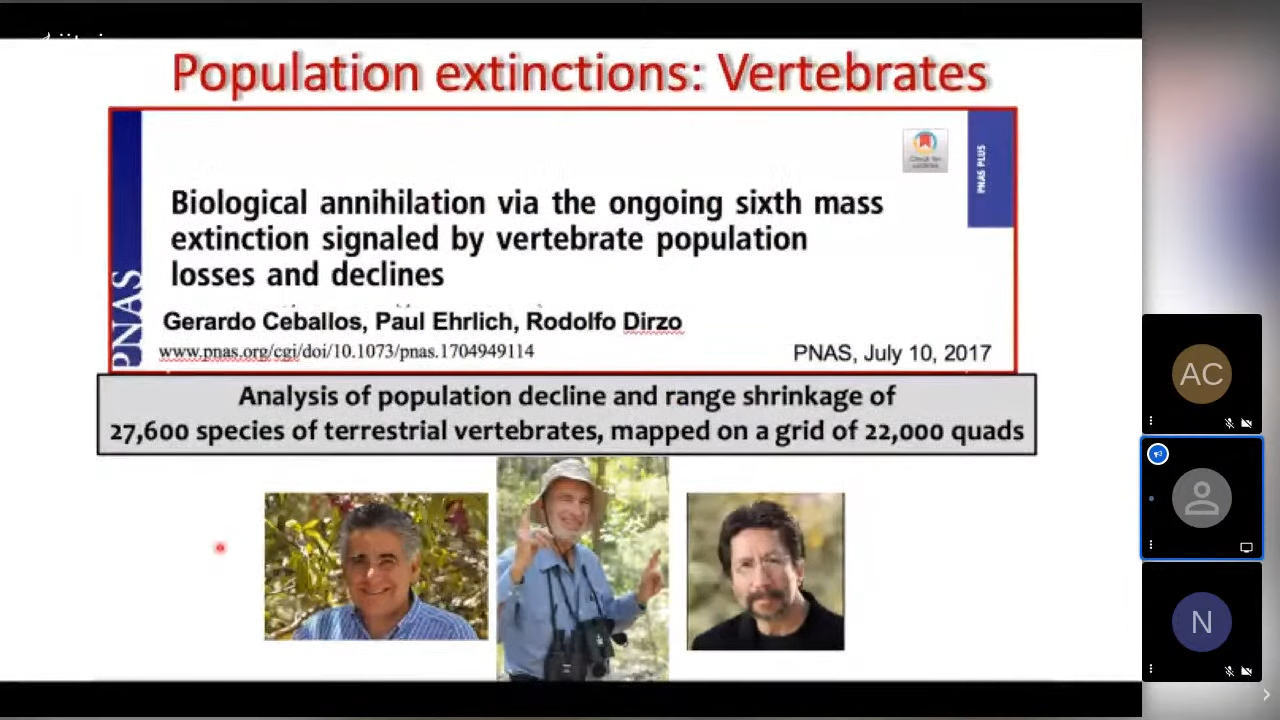 Population extinctions: Vertebrates
PNAS
PNAS PLUS
Biological annihilation via the ongoing sixth mass
extinction signaled by vertebrate population
losses and declines
Gerardo Ceballos, Paul Ehrlich, Rodolfo Dirzo
www.pnas.org/cgi/doi/10.1073/pnas.1704949114
PNAS, July 10, 2017
Analysis of population decline and range shrinkage of
27,600 species of terrestrial vertebrates, mapped on a grid of 22,000 quads
AC
N